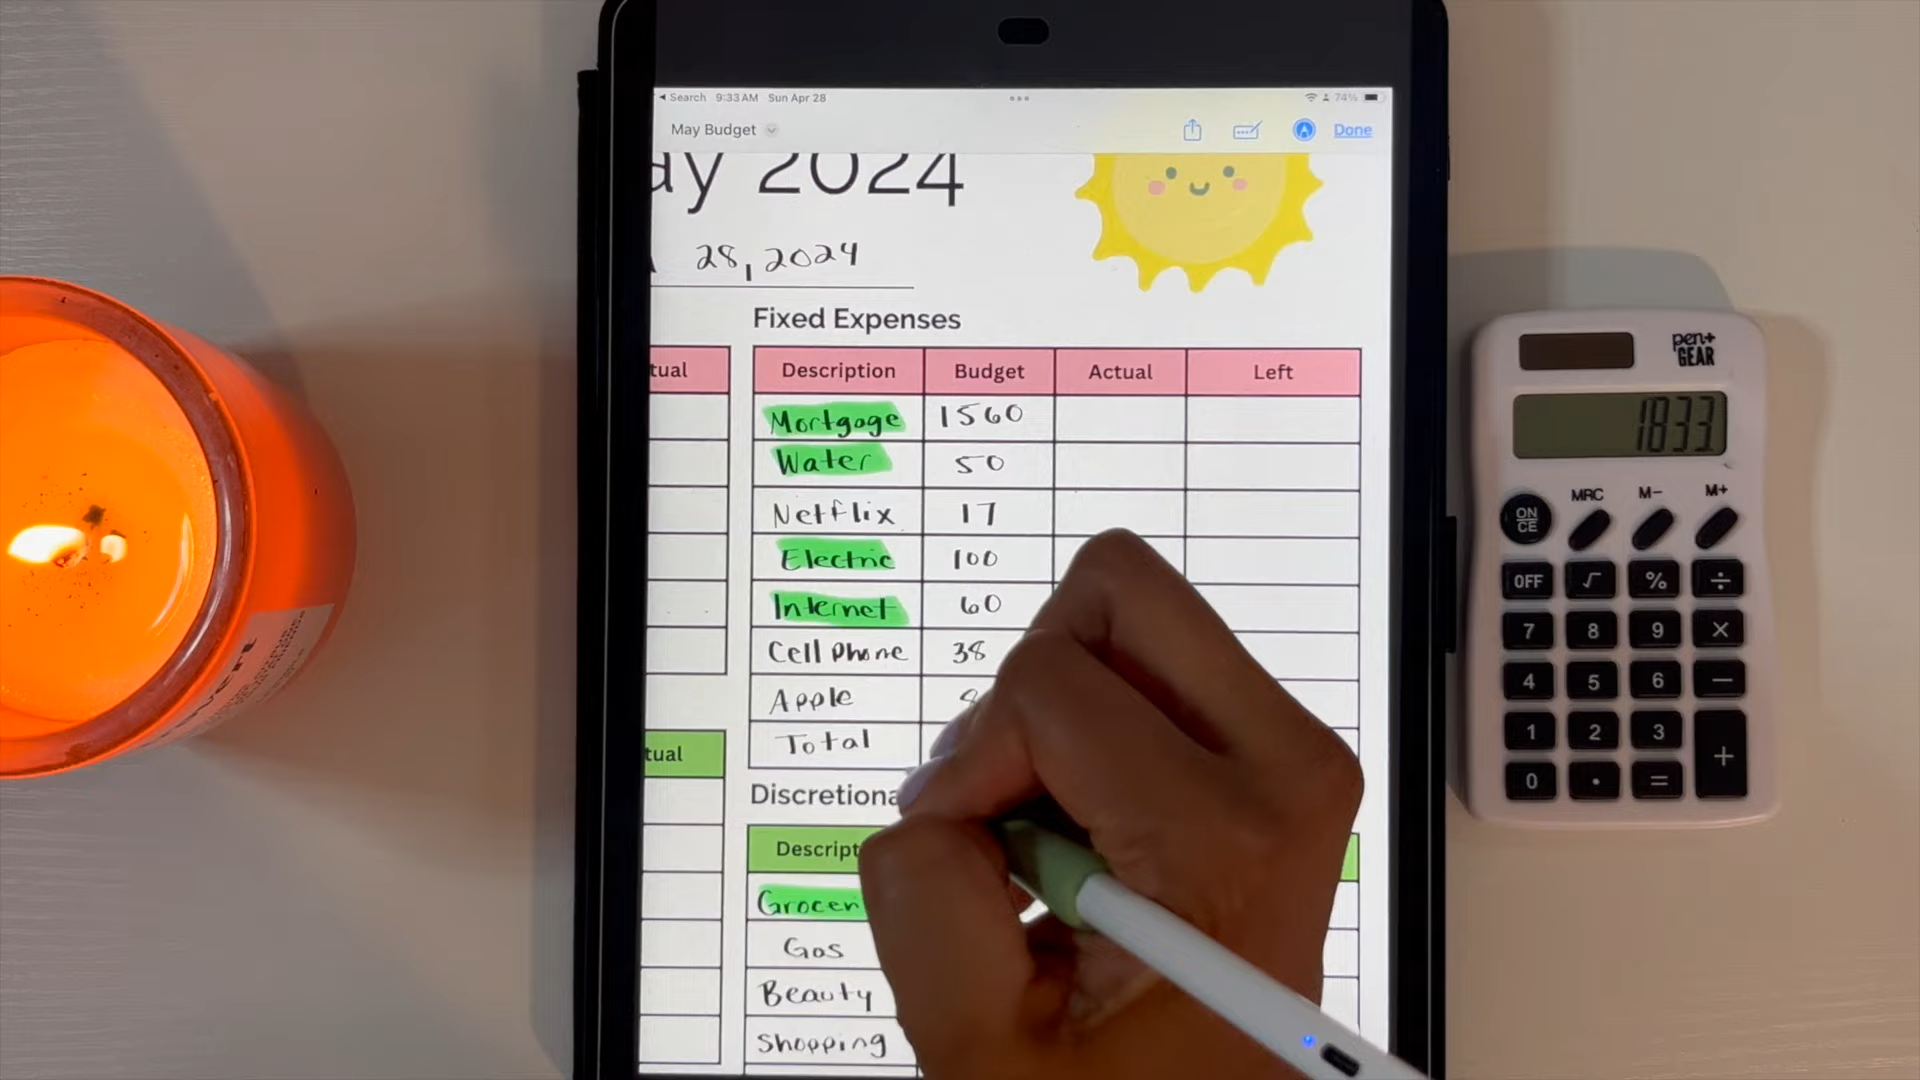 Search 9:33 AM Sun Apr 28
74%
May Budget
Done
ay 2024
28, 2024
Fixed Expenses
tual
Description Budget Actual Left
Mortgage 1560
Water 50
Netflix 17
Electric 100
Internet 60
Cell Phone 38
Apple
Total
tual
Discretiona
Descript
Grocer
Gas
Beauty
Shopping
pen+
GEAR
1833
MRC M- M+
ON
CE
OFF √ % ÷
7 8 9 ×
4 5 6 −
1 2 3 +
0 . =